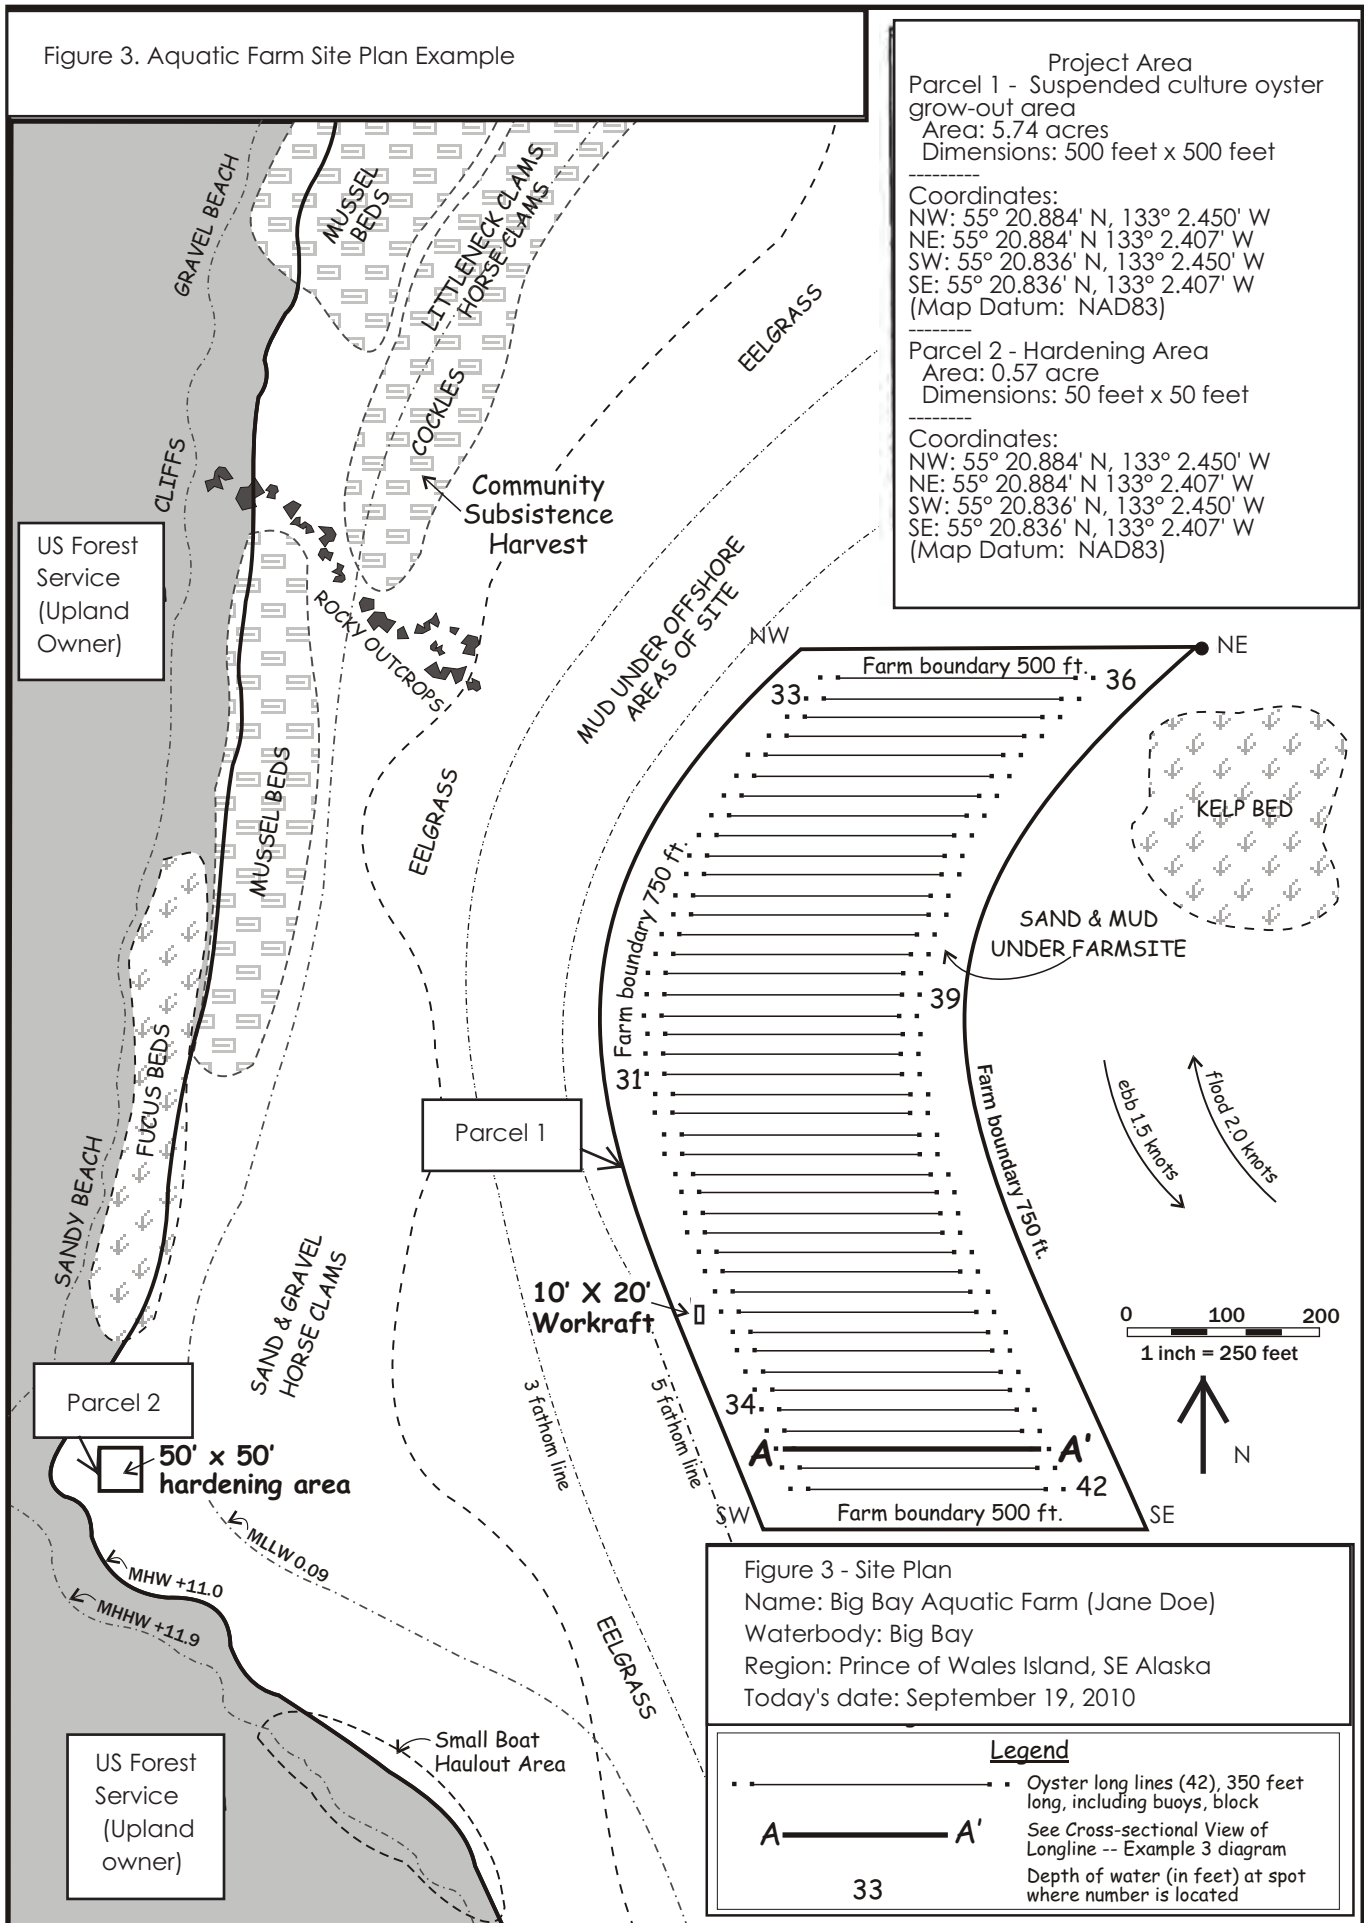 Figure 3. Aquatic Farm Site Plan Example
Project Area
Parcel 1 -  Suspended culture oyster
grow-out area
Area: 5.74 acres
Dimensions: 500 feet x 500 feet
---------
Coordinates:
NW: 55° 20.884' N, 133° 2.450' W
NE: 55° 20.884' N 133° 2.407' W
SW: 55° 20.836' N, 133° 2.450' W
SE: 55° 20.836' N, 133° 2.407' W
(Map Datum:  NAD83)
--------
Parcel 2 - Hardening Area
Area: 0.57 acre
Dimensions: 50 feet x 50 feet
--------
Coordinates:
NW: 55° 20.884' N, 133° 2.450' W
NE: 55° 20.884' N 133° 2.407' W
SW: 55° 20.836' N, 133° 2.450' W
SE: 55° 20.836' N, 133° 2.407' W
(Map Datum:  NAD83)
GRAVEL BEACH
MUSSEL
BEDS
LITTLENECK CLAMS
HORSE CLAMS
COCKLES
EELGRASS
CLIFFS
Community
Subsistence
Harvest
US Forest
Service
(Upland
Owner)
ROCKY OUTCROPS
MUD UNDER OFFSHORE
AREAS OF SITE
NW
NE
Farm boundary 500 ft.
33
36
KELP BED
MUSSEL BEDS
EELGRASS
Farm boundary 750 ft.
SAND & MUD
UNDER FARMSITE
39
31
FUCUS BEDS
Parcel 1
Farm boundary 750 ft.
ebb 1.5 knots
flood 2.0 knots
SANDY BEACH
SAND & GRAVEL
HORSE CLAMS
10' X 20'
Workraft
0 100 200
1 inch = 250 feet
N
3 fathom line
5 fathom line
34
Parcel 2
50' x 50'
hardening area
A A'
42
Farm boundary 500 ft.
SW
SE
MLLW 0.09
MHW +11.0
MHHW +11.9
EELGRASS
Small Boat
Haulout Area
US Forest
Service
(Upland
owner)
Figure 3 - Site Plan
Name: Big Bay Aquatic Farm (Jane Doe)
Waterbody: Big Bay
Region: Prince of Wales Island, SE Alaska
Today's date: September 19, 2010
Legend
Oyster long lines (42), 350 feet
long, including buoys, block
A A'
See Cross-sectional View of
Longline -- Example 3 diagram
33
Depth of water (in feet) at spot
where number is located